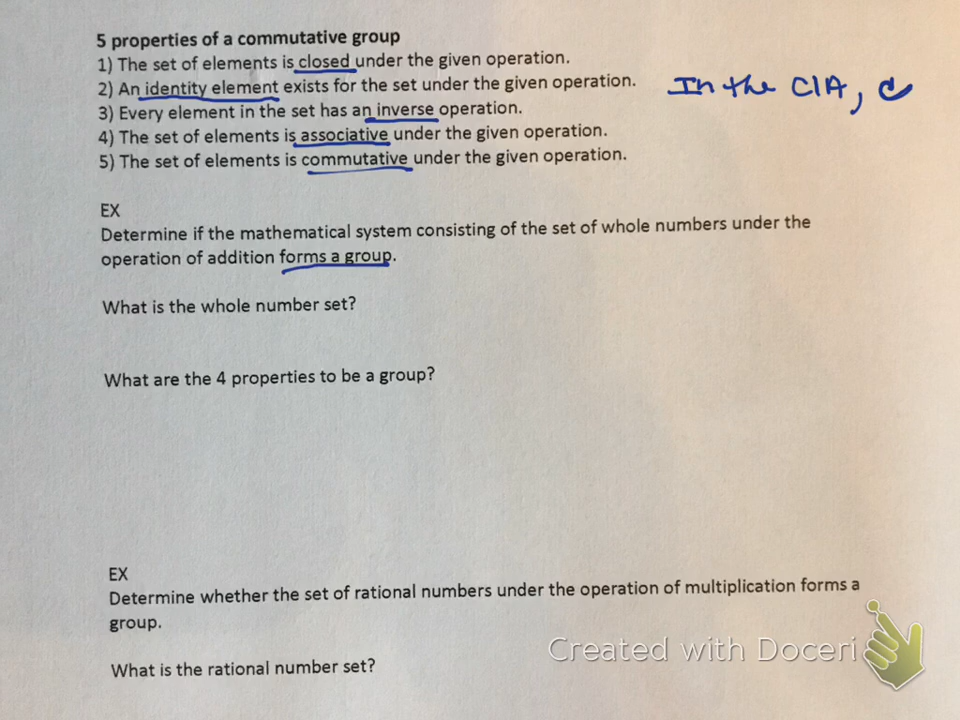 5 properties of a commutative group
1) The set of elements is closed under the given operation.
2) An identity element exists for the set under the given operation.
In the CIA, c
3) Every element in the set has an inverse operation.
4) The set of elements is associative under the given operation.
5) The set of elements is commutative under the given operation.
EX
Determine if the mathematical system consisting of the set of whole numbers under the
operation of addition forms a group.
What is the whole number set?
What are the 4 properties to be a group?
EX
Determine whether the set of rational numbers under the operation of multiplication forms a
group.
Created with Doceri
What is the rational number set?